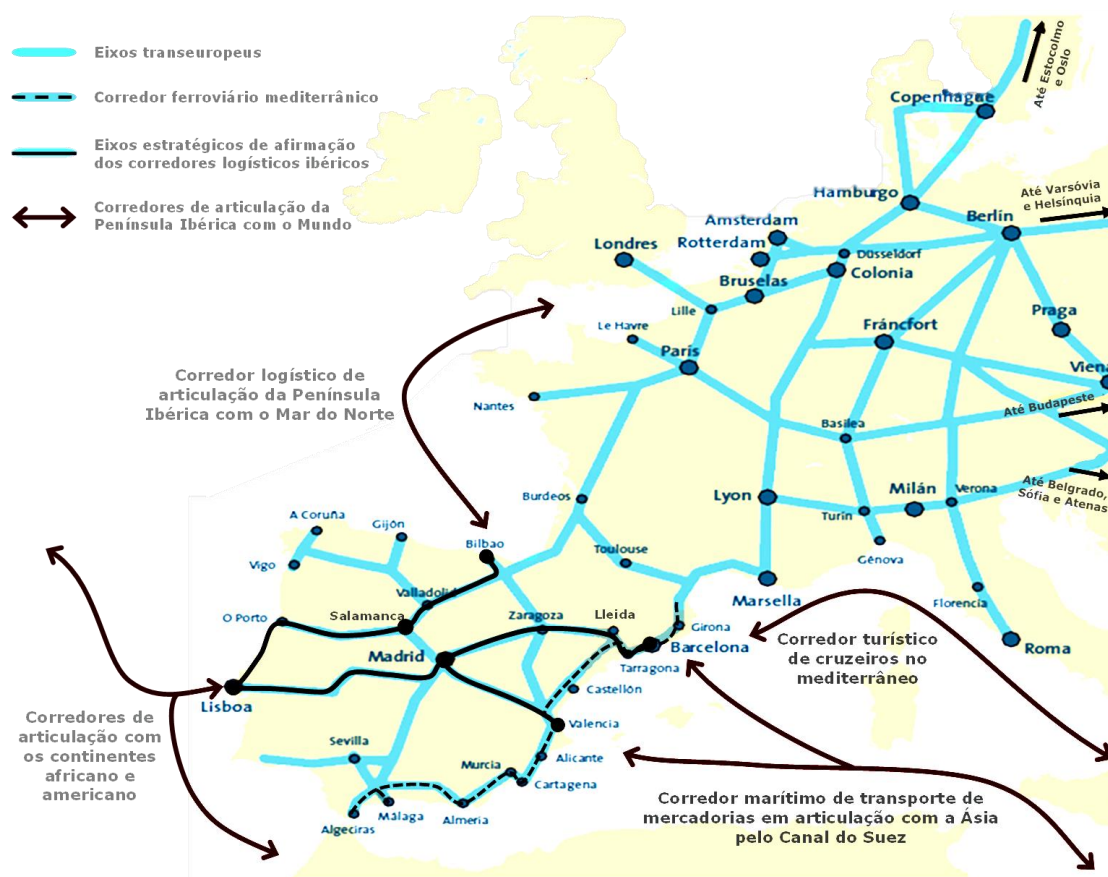 Eixos transeuropeus
Corredor ferroviário mediterrânico
Eixos estratégicos de afirmação
dos corredores logísticos ibéricos
Corredores de articulação da
Península Ibérica com o Mundo
Até Estocolmo
e Oslo
Copenhague
Hamburgo
Até Varsóvia
e Helsínquia
Berlín
Amsterdam
Rotterdam
Londres
Düsseldorf
Colonia
Bruselas
Lille
Le Havre
París
Fráncfort
Praga
Viena
Nantes
Até Budapeste
Basilea
Corredor logístico de
articulação da Península
Ibérica com o Mar do Norte
Burdeos
Lyon
Milán
Verona
Turín
Até Belgrado,
Sófia e Atenas
Génova
A Coruña
Gijón
Bilbao
Vigo
Toulouse
Marsella
Florencia
Roma
Valladolid
O Porto
Salamanca
Zaragoza
Lleida
Girona
Barcelona
Tarragona
Madrid
Castellón
Lisboa
Valencia
Corredor turístico
de cruzeiros no
mediterrâneo
Corredores de
articulação com
os continentes
africano e
americano
Sevilla
Murcia
Alicante
Cartagena
Algeciras
Málaga
Almeria
Corredor marítimo de transporte de
mercadorias em articulação com a Ásia
pelo Canal do Suez